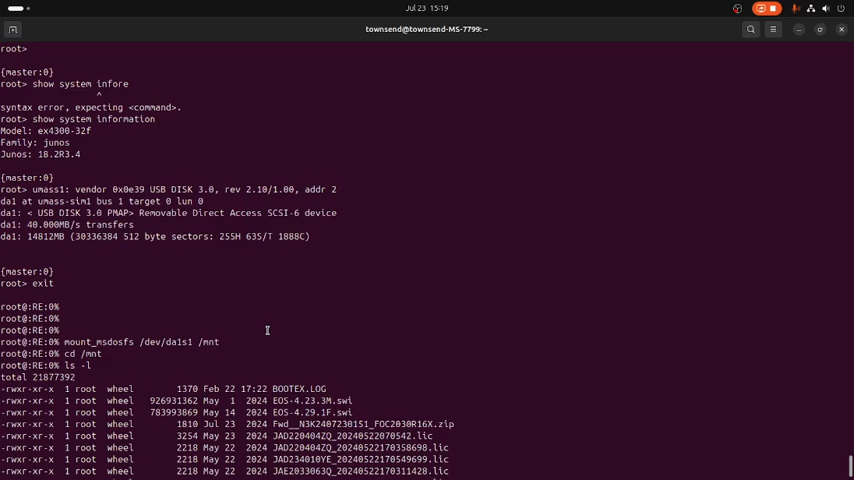 Jul 23 15:19
townsend@townsend-MS-7799: ~
root>
{master:0}
root> show system infore
^
syntax error, expecting <command>.
root> show system information
Model: ex4300-32f
Family: junos
Junos: 18.2R3.4
{master:0}
root> umass1: vendor 0x0e39 USB DISK 3.0, rev 2.10/1.00, addr 2
da1 at umass-sim1 bus 1 target 0 lun 0
da1: < USB DISK 3.0 PMAP> Removable Direct Access SCSI-6 device
da1: 40.000MB/s transfers
da1: 14812MB (30336384 512 byte sectors: 255H 63S/T 1888C)
{master:0}
root> exit
root@:RE:0%
root@:RE:0%
root@:RE:0%
root@:RE:0% mount_msdosfs /dev/da1s1 /mnt
root@:RE:0% cd /mnt
root@:RE:0% ls -l
total 21877392
-rwxr-xr-x 1 root wheel 1370 Feb 22 17:22 BOOTEX.LOG
-rwxr-xr-x 1 root wheel 926931362 May 1 2024 EOS-4.23.3M.swi
-rwxr-xr-x 1 root wheel 783993869 May 14 2024 EOS-4.29.1F.swi
-rwxr-xr-x 1 root wheel 1810 Jul 23 2024 Fwd__N3K2407230151_FOC2030R16X.zip
-rwxr-xr-x 1 root wheel 3254 May 23 2024 JAD220404ZQ_20240522070542.lic
-rwxr-xr-x 1 root wheel 2218 May 22 2024 JAD220404ZQ_20240522170358698.lic
-rwxr-xr-x 1 root wheel 2218 May 22 2024 JAD234010YE_20240522170549699.lic
-rwxr-xr-x 1 root wheel 2218 May 22 2024 JAE2033063Q_20240522170311428.lic